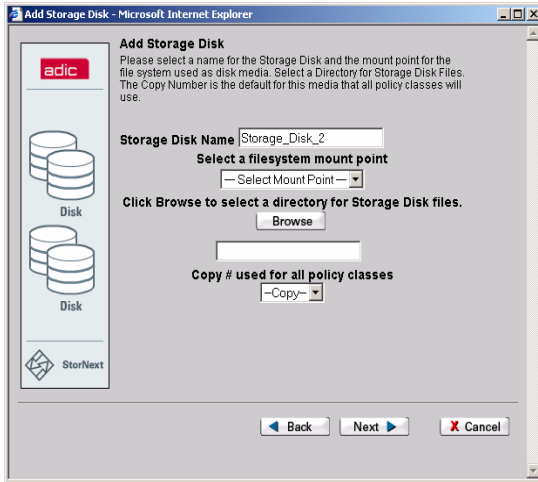 Add Storage Disk - Microsoft Internet Explorer
adic
Disk
Disk
StorNext
Add Storage Disk
Please select a name for the Storage Disk and the mount point for the
file system used as disk media. Select a Directory for Storage Disk Files.
The Copy Number is the default for this media that all policy classes will
use.
Storage Disk Name Storage_Disk_2
Select a filesystem mount point
— Select Mount Point —
Click Browse to select a directory for Storage Disk files.
Browse
Copy # used for all policy classes
–Copy–
Back Next X Cancel